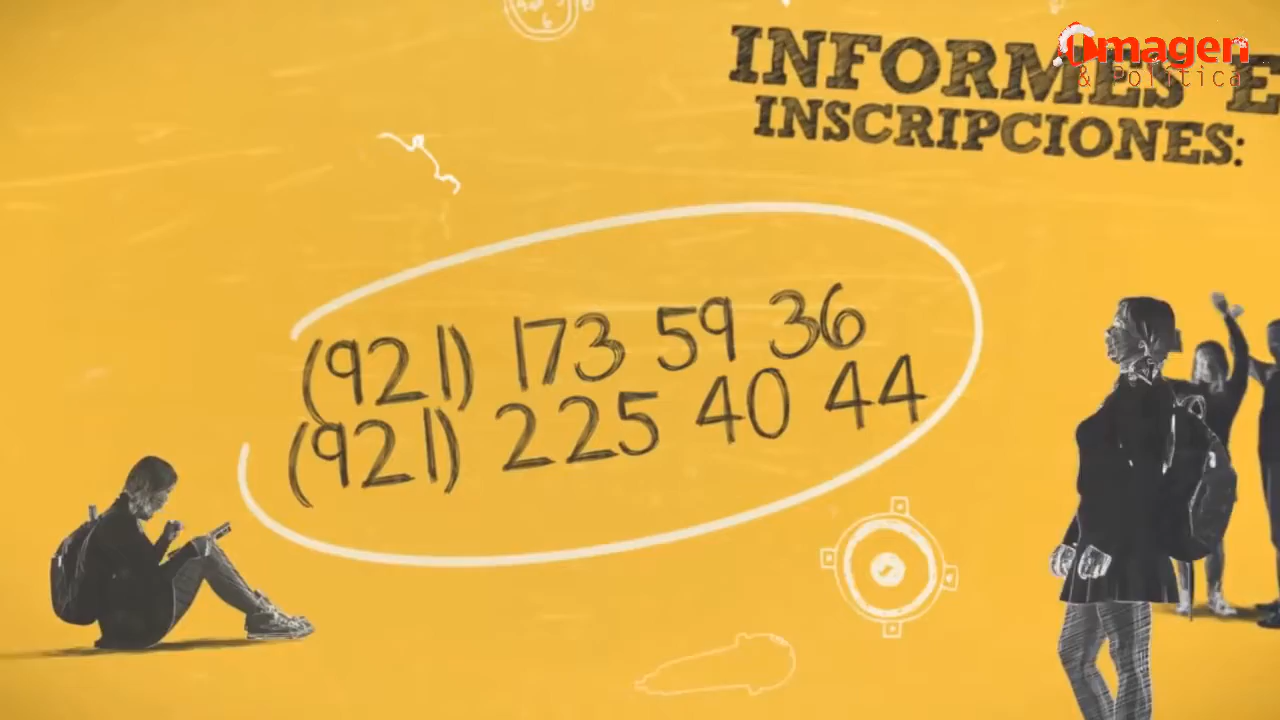 INFORMES E
INSCRIPCIONES:
Imagen
& Política
(921) 173 59 36
(921) 225 40 44